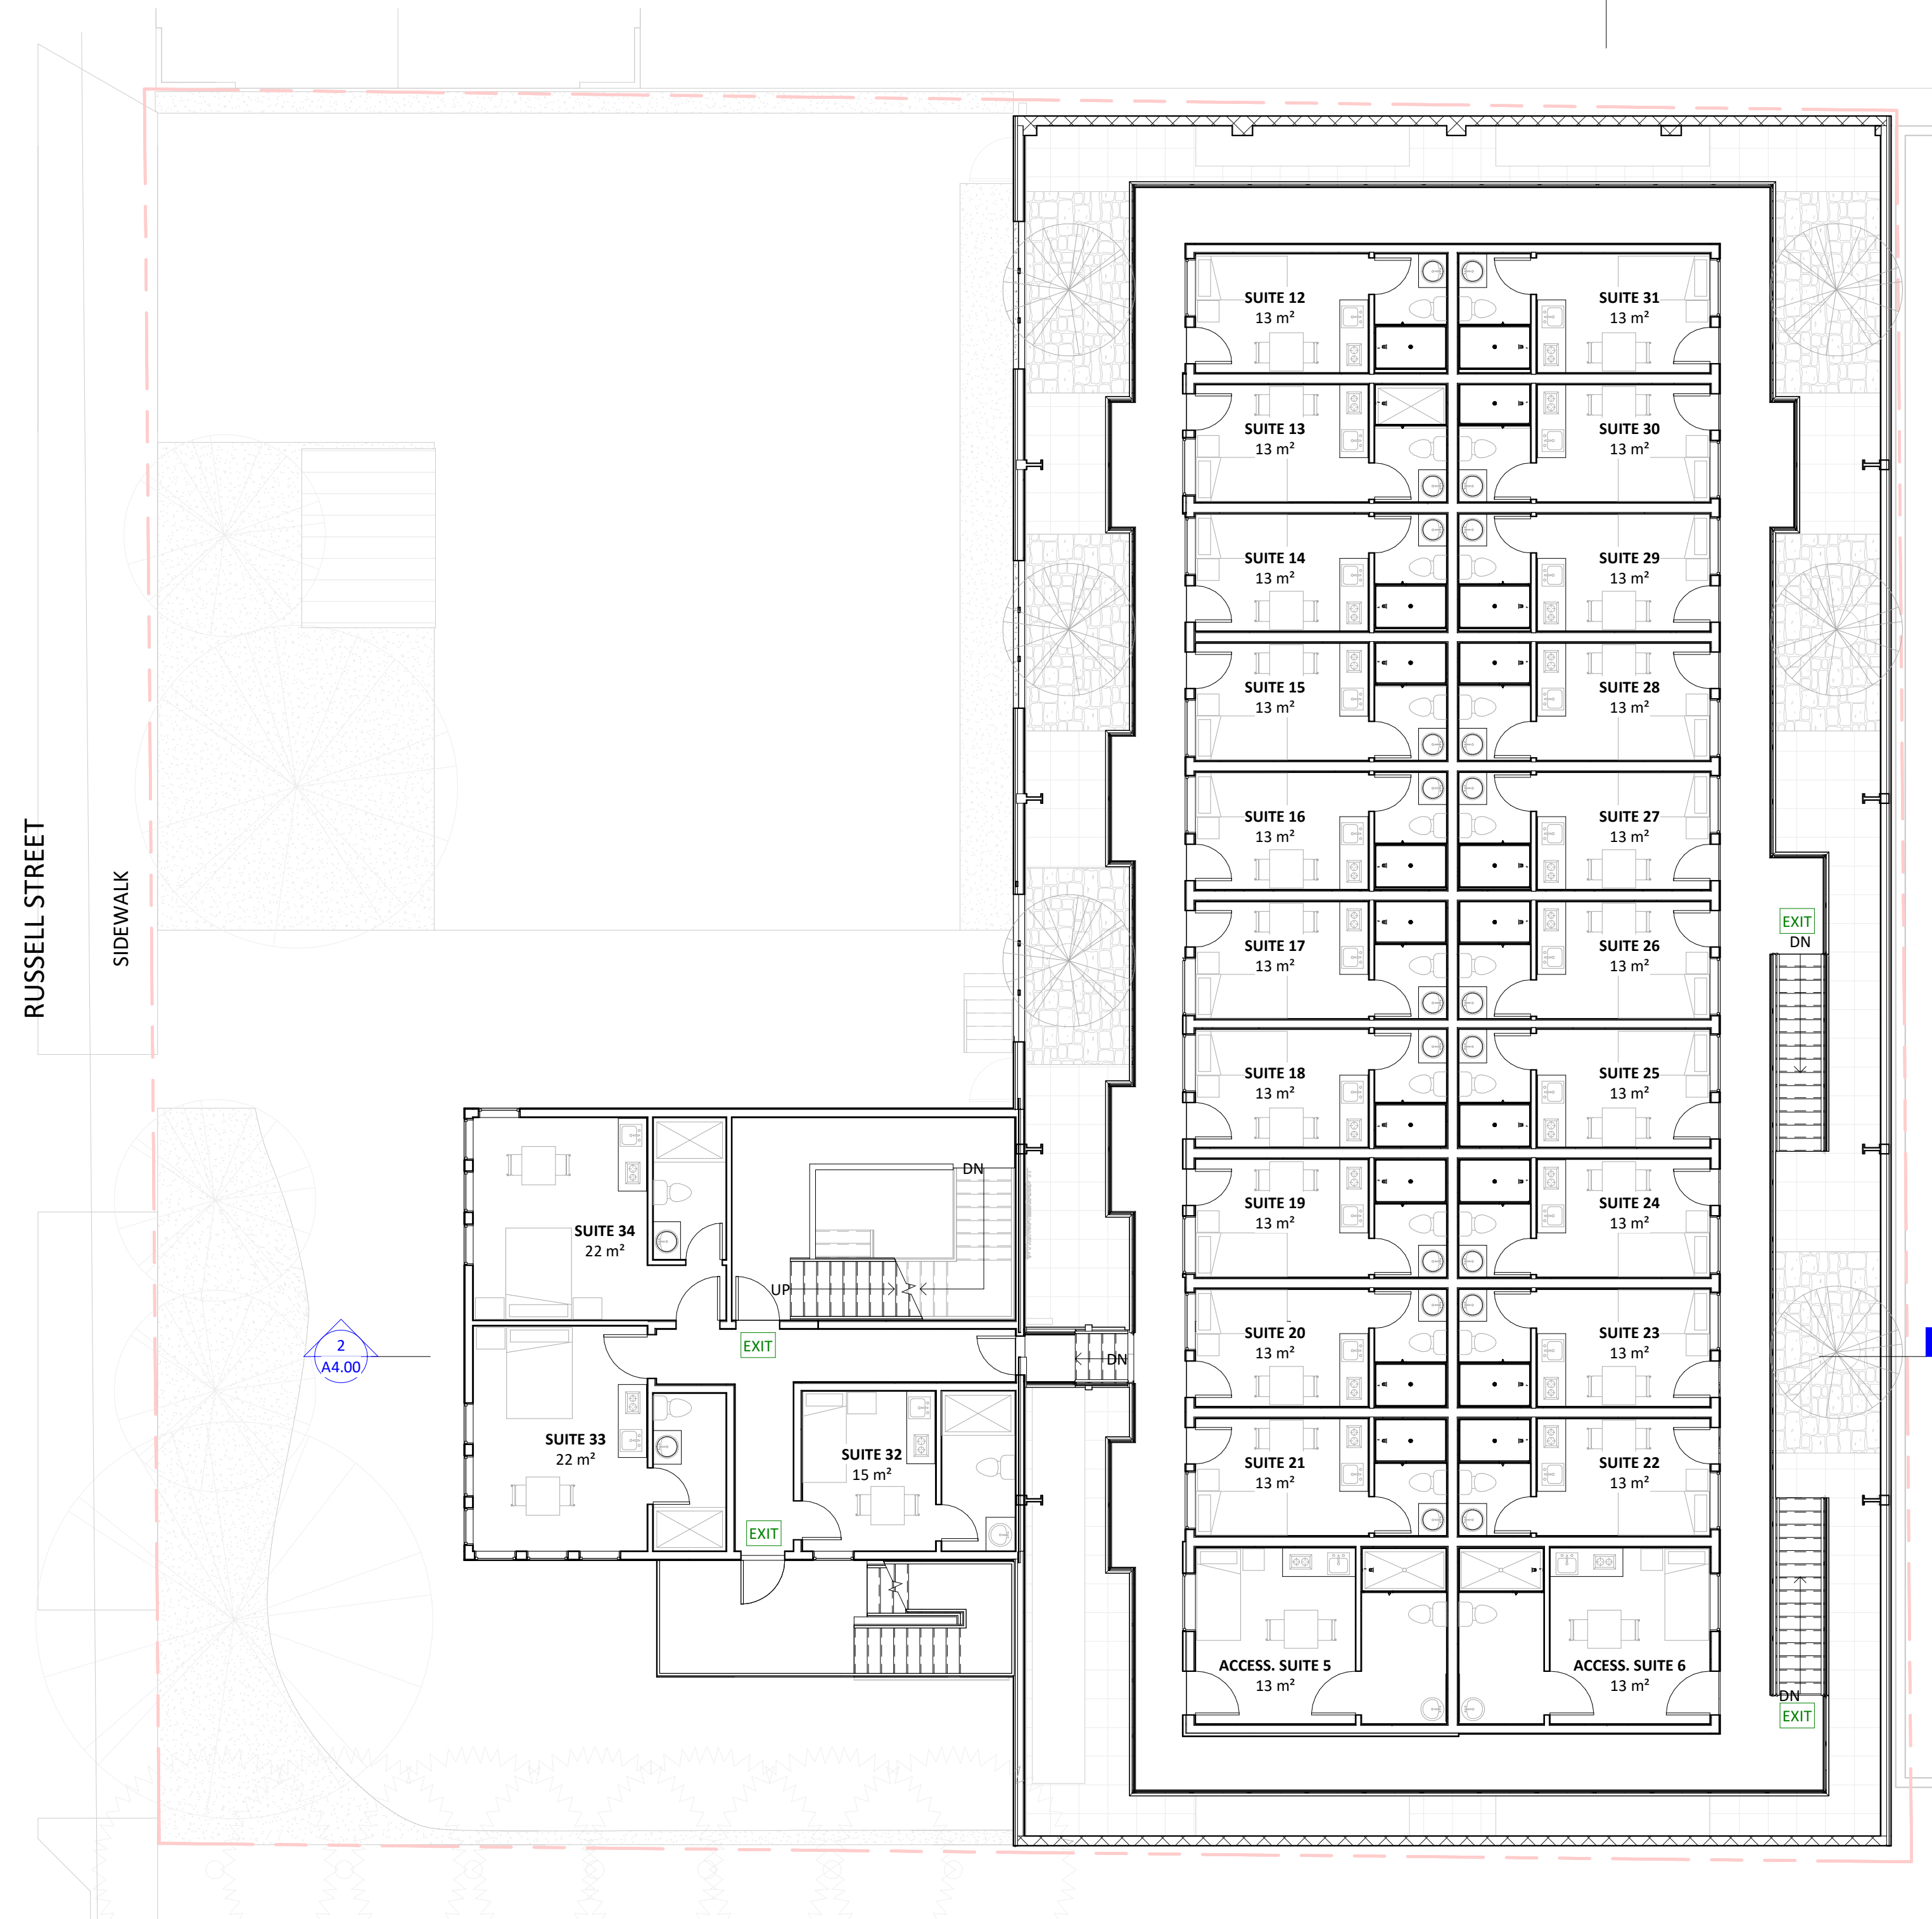 SUITE 12
13 m²
SUITE 31
13 m²
SUITE 13
13 m²
SUITE 30
13 m²
SUITE 14
13 m²
SUITE 29
13 m²
SUITE 15
13 m²
SUITE 28
13 m²
SUITE 16
13 m²
SUITE 27
13 m²
RUSSELL STREET
SIDEWALK
EXIT
DN
SUITE 17
13 m²
SUITE 26
13 m²
SUITE 18
13 m²
SUITE 25
13 m²
SUITE 19
13 m²
SUITE 24
13 m²
DN
SUITE 34
22 m²
UP
EXIT
2
A4.00
DN
SUITE 20
13 m²
SUITE 23
13 m²
SUITE 33
22 m²
SUITE 32
15 m²
EXIT
SUITE 21
13 m²
SUITE 22
13 m²
ACCESS. SUITE 5
13 m²
ACCESS. SUITE 6
13 m²
DN
EXIT